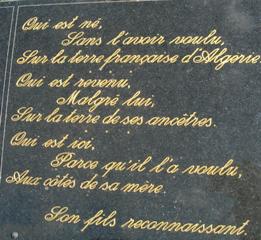 Qui est né,
Sans l'avoir voulu,
Sur la terre française d'Algérie.
Qui est revenu,
Malgré lui,
Sur la terre de ses ancêtres.
Qui est ici,
Parce qu'il l'a voulu,
Aux côtés de sa mère.
Son fils reconnaissant.